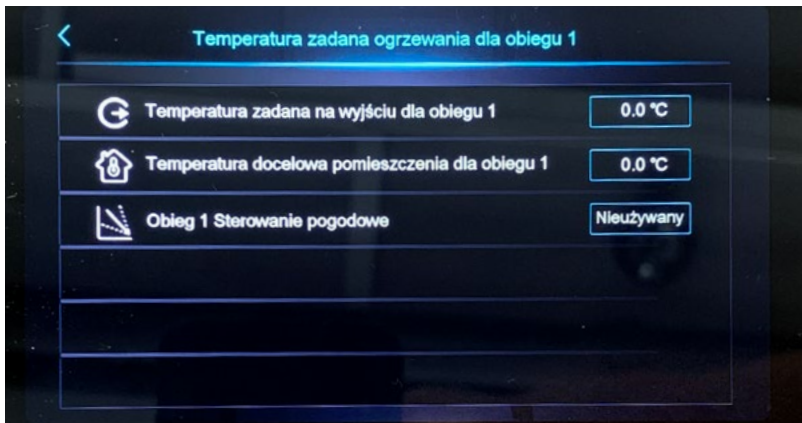 Temperatura zadana ogrzewania dla obiegu 1
Temperatura zadana na wyjściu dla obiegu 1 0.0 °C
Temperatura docelowa pomieszczenia dla obiegu 1 0.0 °C
Obieg 1 Sterowanie pogodowe Nieużywany